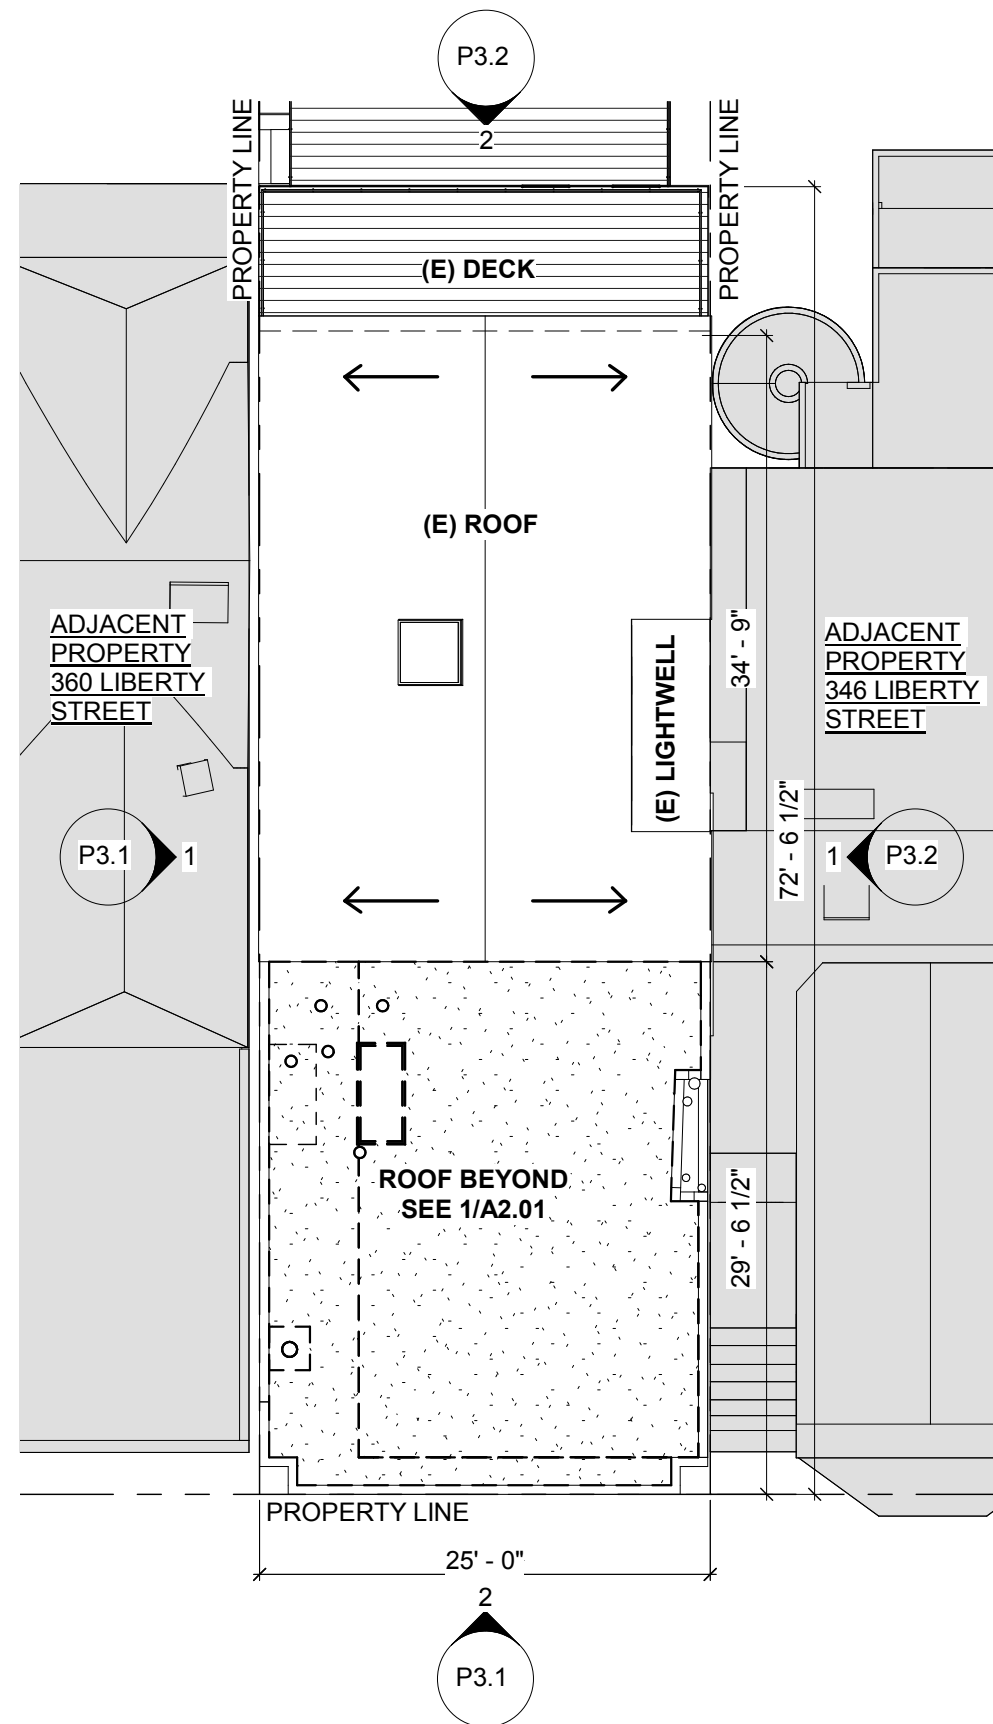 P3.2
2
PROPERTY LINE
PROPERTY LINE
(E) DECK
(E) ROOF
ADJACENT
PROPERTY
360 LIBERTY
STREET
(E) LIGHTWELL
34' - 9"
ADJACENT
PROPERTY
346 LIBERTY
STREET
72' - 6 1/2"
P3.1
1
1
P3.2
ROOF BEYOND
SEE 1/A2.01
29' - 6 1/2"
PROPERTY LINE
25' - 0"
2
P3.1